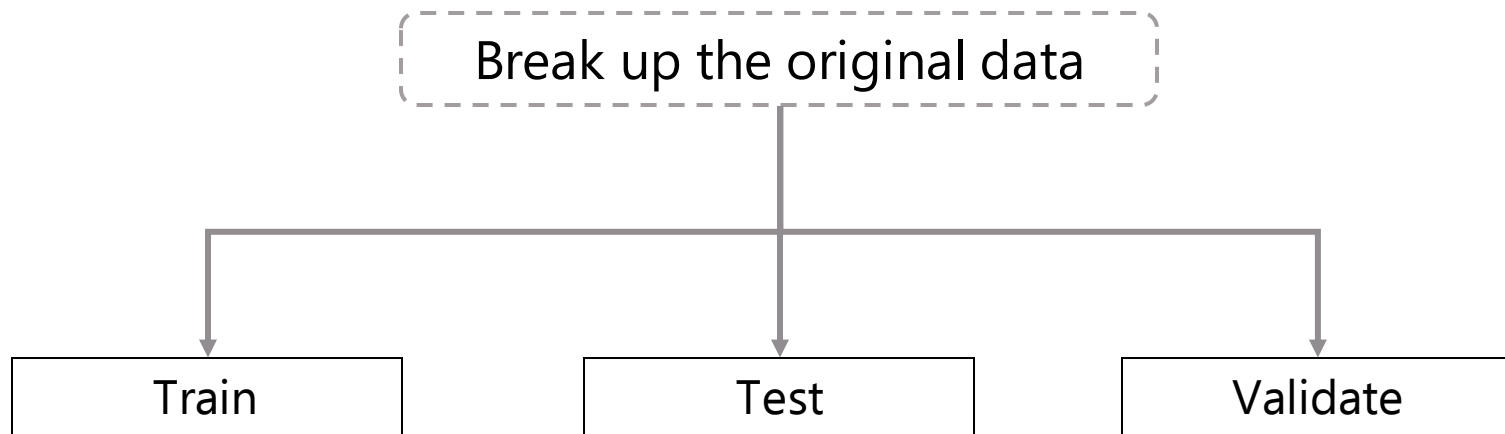 Break up the original data
Train
Test
Validate